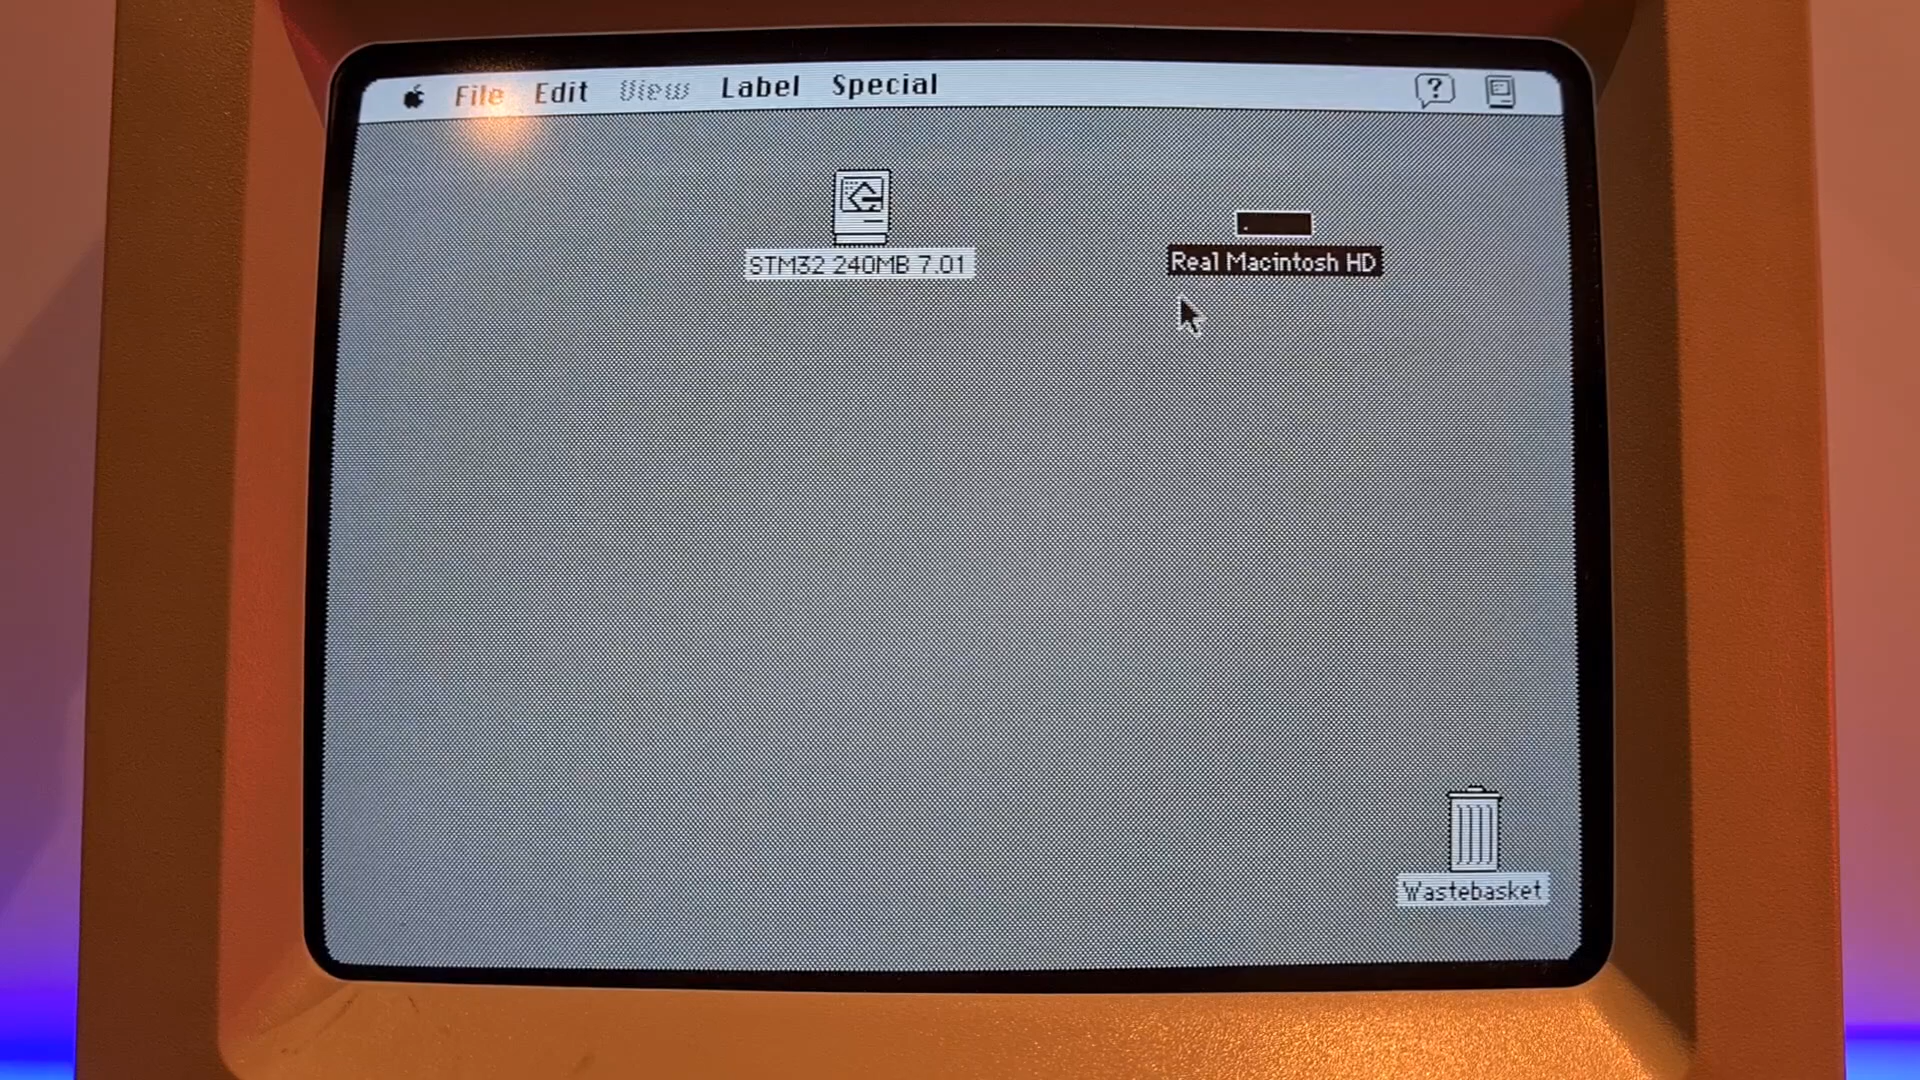 File Edit View Label Special ?
STM32 240MB 7.01
Real Macintosh HD
Wastebasket